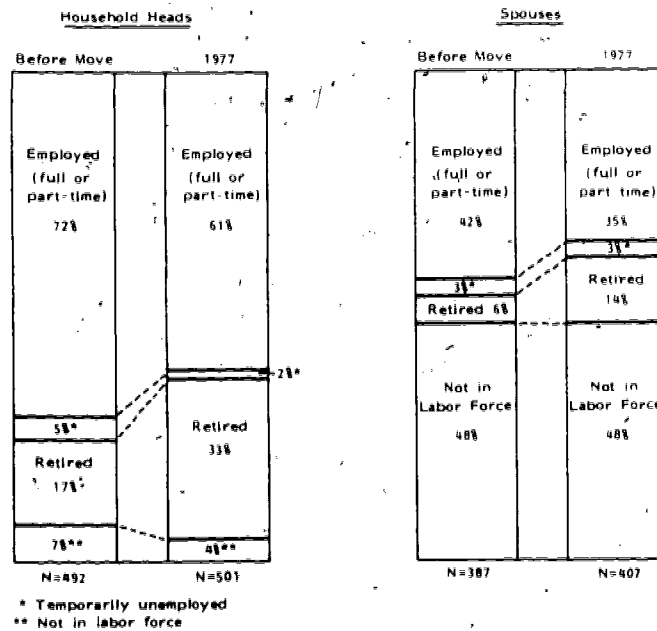 Household Heads
Before Move 1977
Employed
(full or
part-time)
72%
5%*
Retired
17%
7%**
N=492
Employed
(full or
part-time)
61%
2%*
Retired
33%
4%**
N=501
* Temporarily unemployed
** Not in labor force
Spouses
Before Move 1977
Employed
(full or
part-time)
42%
3%*
Retired 6%
Not in
Labor Force
48%
N=387
Employed
(full or
part-time)
35%
3%*
Retired
14%
Not in
Labor Force
48%
N=407